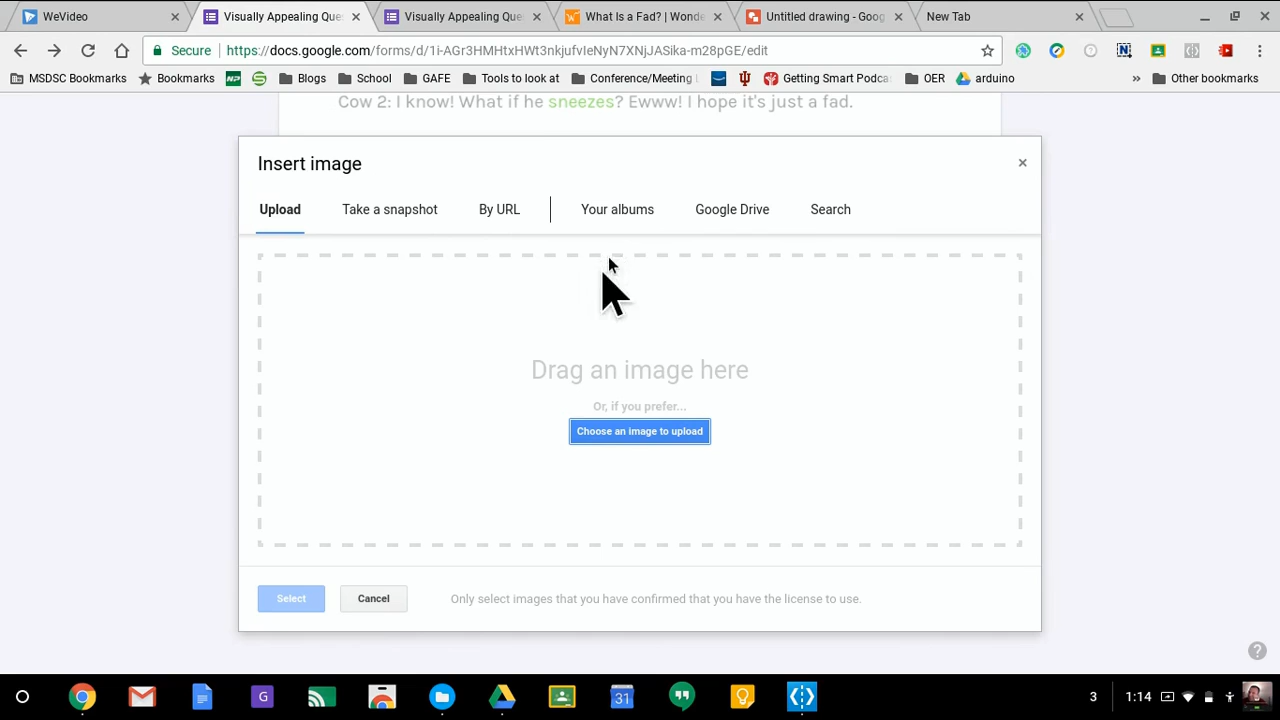 WeVideo
Visually Appealing Que
Visually Appealing Que
What Is a Fad? | Wonde
Untitled drawing - Goog
New Tab
Secure
https://docs.google.com/forms/d/1i-AGr3HMHtxHWt3nkjufvIeNyN7XNjJASika-m28pGE/edit
MSDSC Bookmarks
Bookmarks
Blogs
School
GAFE
Tools to look at
Conference/Meeting
Getting Smart Podca
OER
arduino
Other bookmarks
Cow 2: I know! What if he sneezes? Ewww! I hope it's just a fad.
Insert image
Upload
Take a snapshot
By URL
Your albums
Google Drive
Search
Drag an image here
Or, if you prefer...
Choose an image to upload
Select
Cancel
Only select images that you have confirmed that you have the license to use.
G
31
3
1:14